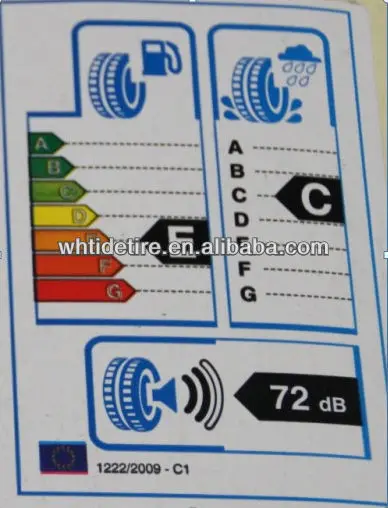 A
B
C
D
E
F
G
E
A
B
C
D
E
F
G
C
whtidetire.en.alibaba.com
72 dB
1222/2009 - C1